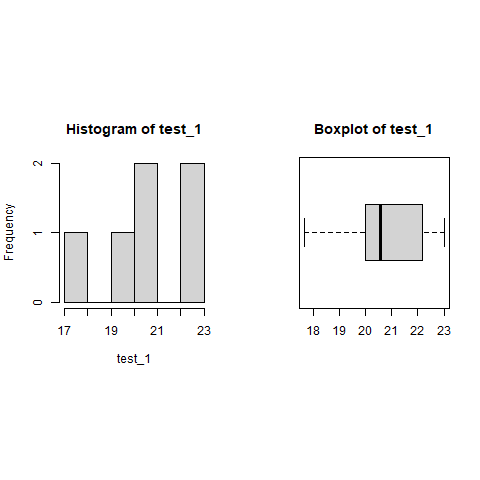 Histogram of test_1
Frequency
2
1
0
17 19 21 23
test_1
Boxplot of test_1
18 19 20 21 22 23